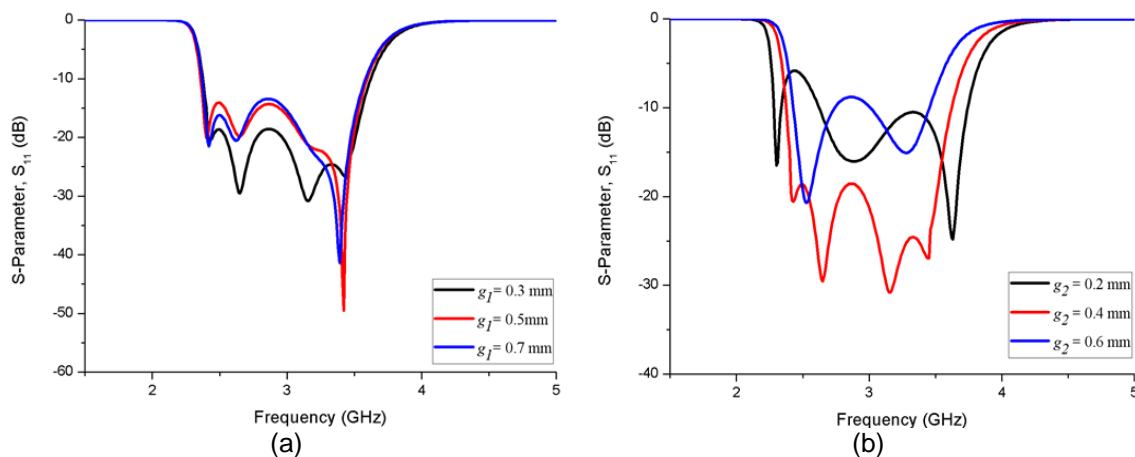 0
-10
-20
-30
-40
-50
-60
S-Parameter, S11 (dB)
2
3
4
5
Frequency (GHz)
g1= 0.3 mm
g1= 0.5mm
g1= 0.7 mm
(a)
0
-10
-20
-30
-40
S-Parameter, S11 (dB)
2
3
4
5
Frequency (GHz)
g2= 0.2 mm
g2= 0.4 mm
g2= 0.6 mm
(b)